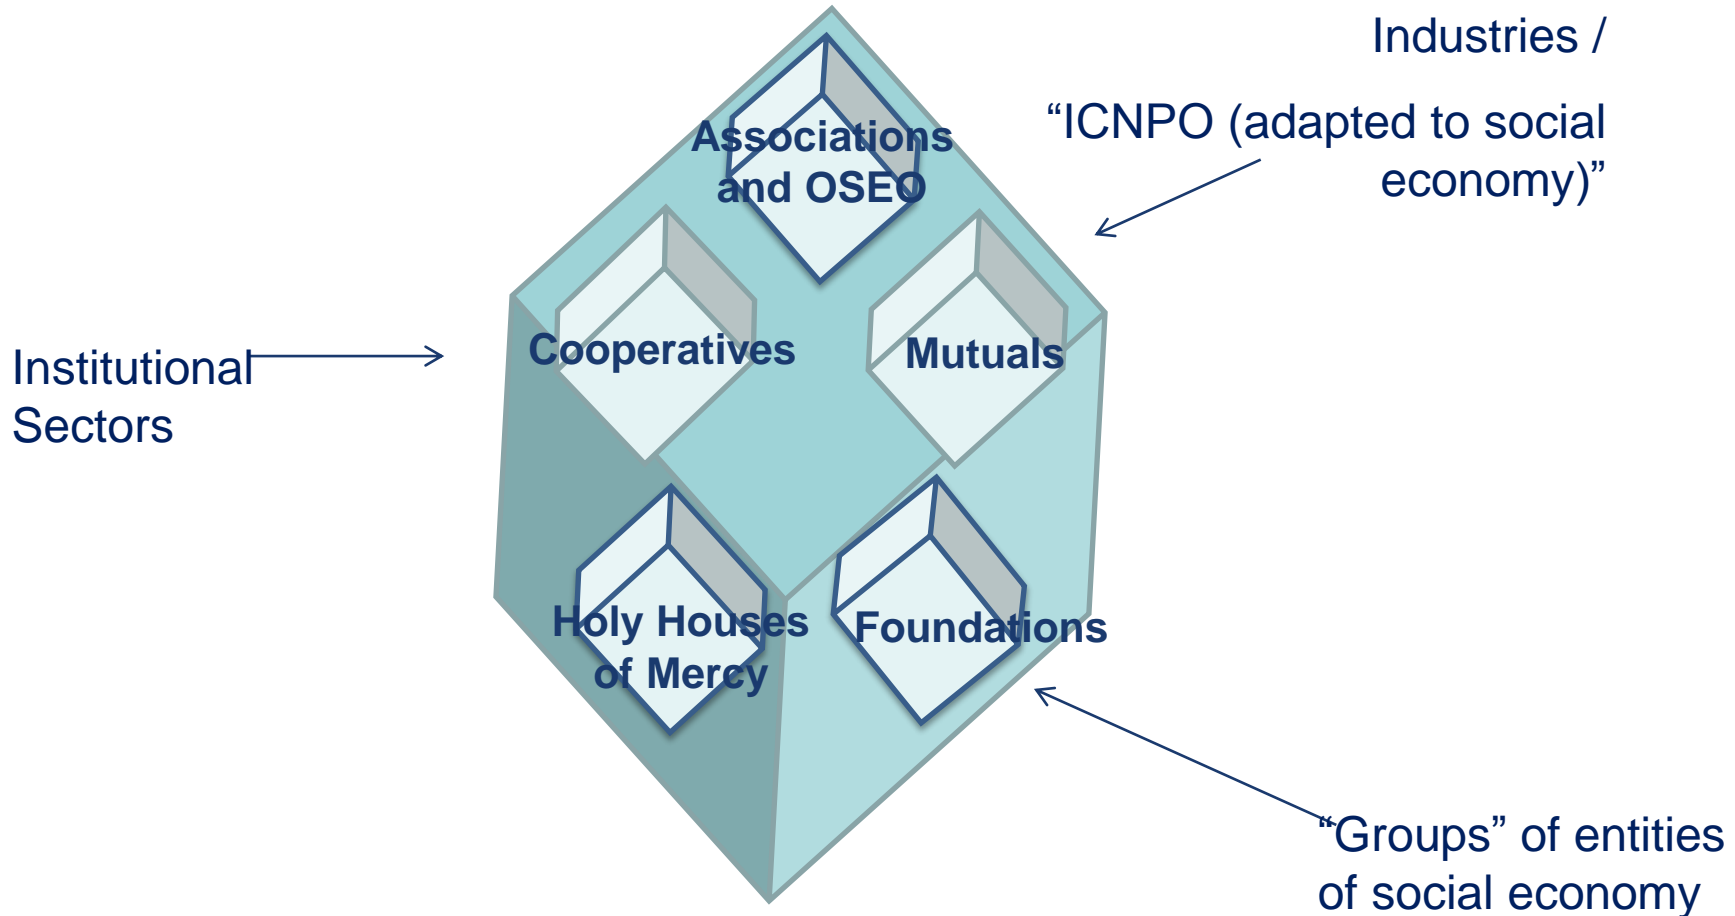 Industries /
“ICNPO (adapted to social
economy)”
Associations
and OSEO
Cooperatives
Mutuals
Institutional
Sectors
Holy Houses
of Mercy
Foundations
“Groups” of entities
of social economy